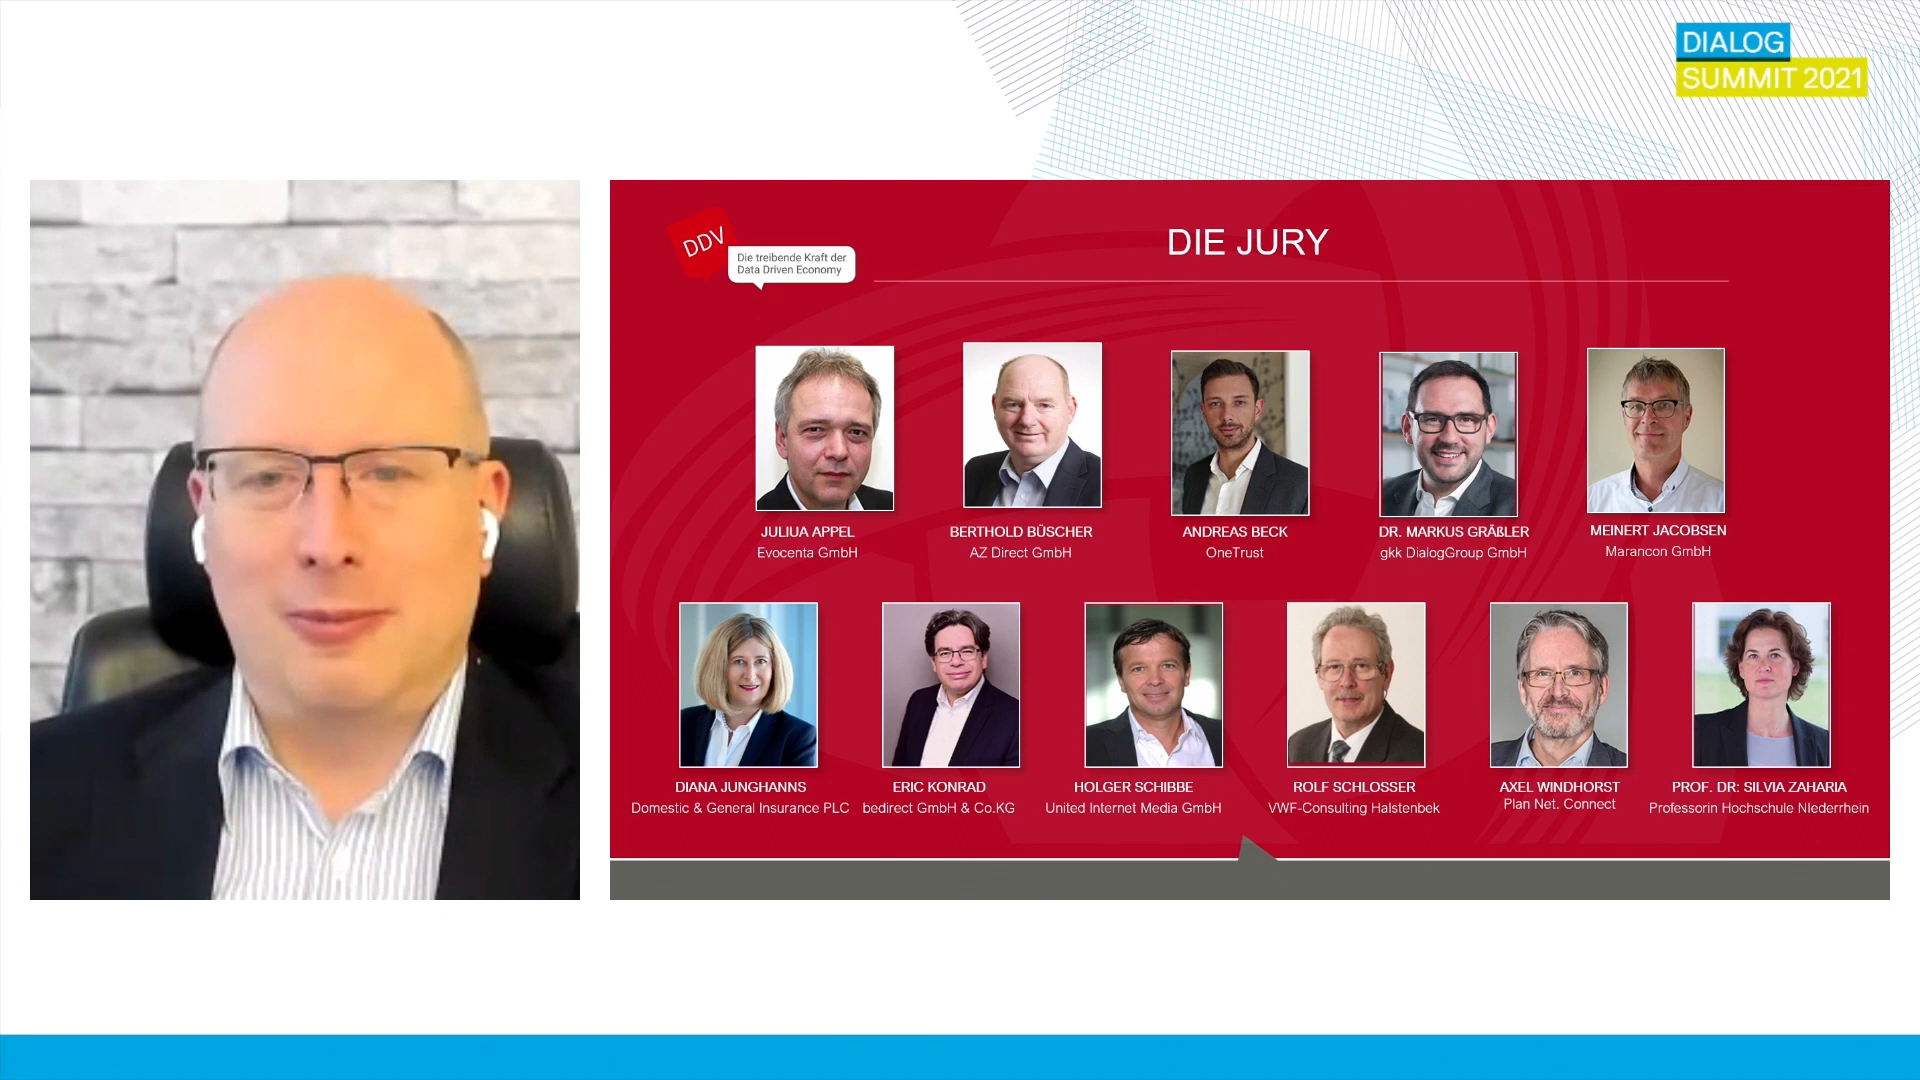 DIALOG
SUMMIT 2021
DDV
Die treibende Kraft der
Data Driven Economy
DIE JURY
JULIUA APPEL
Evocenta GmbH
BERTHOLD BÜSCHER
AZ Direct GmbH
ANDREAS BECK
OneTrust
DR. MARKUS GRÄßLER
gkk DialogGroup GmbH
MEINERT JACOBSEN
Marancon GmbH
DIANA JUNGHANNS
Domestic & General Insurance PLC
ERIC KONRAD
bedirect GmbH & Co.KG
HOLGER SCHIBBE
United Internet Media GmbH
ROLF SCHLOSSER
VWF-Consulting Halstenbek
AXEL WINDHORST
Plan Net. Connect
PROF. DR: SILVIA ZAHARIA
Professorin Hochschule NIederrhein